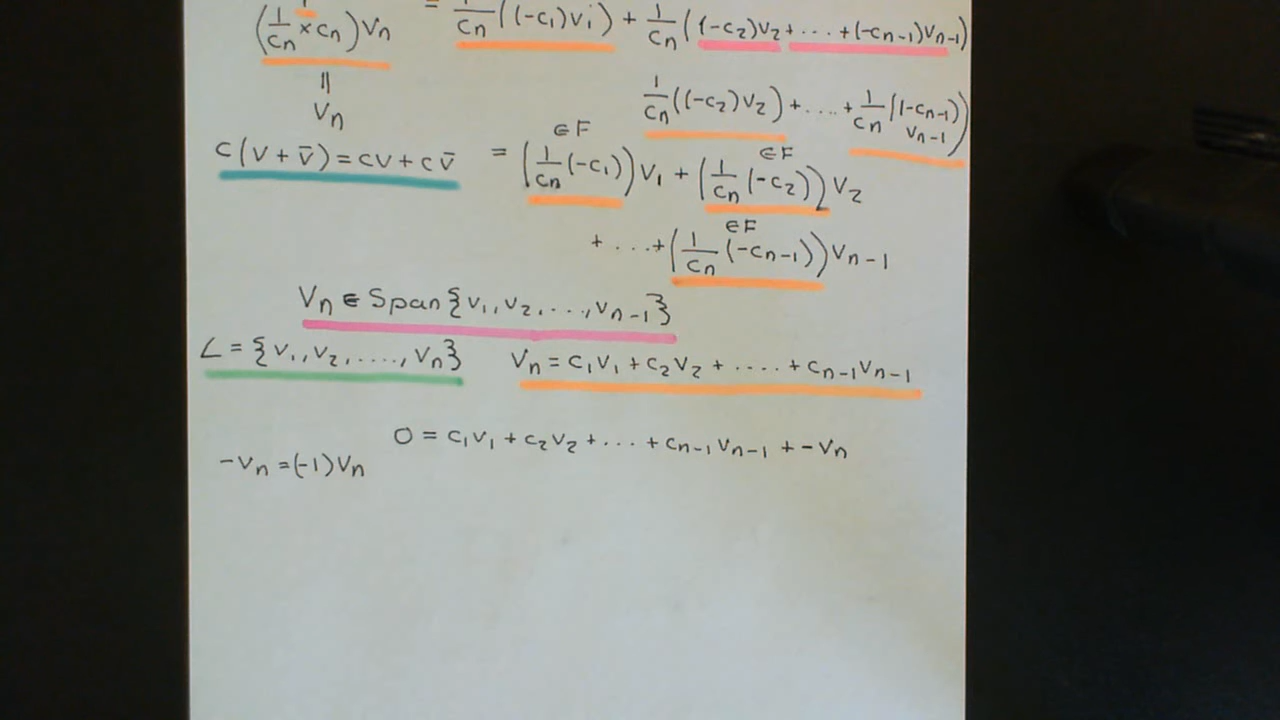 (1/cn × cn)vn = 1/cn((-c1)v1) + 1/cn((-c2)v2 + ... + (-cn-1)vn-1)
||
vn
1/cn((-c2)v2) + .... + 1/cn((-cn-1)vn-1)
∈F ∈F
c(v + v̄) = cv + cv̄ = (1/cn(-c1))v1 + (1/cn(-c2))v2
∈F
+ ... + (1/cn(-cn-1))vn-1
vn ∈ Span{v1, v2, ..., vn-1}
L = {v1, v2, ...., vn} vn = c1v1 + c2v2 + .... + cn-1vn-1
0 = c1v1 + c2v2 + ... + cn-1vn-1 + -vn
-vn = (-1)vn